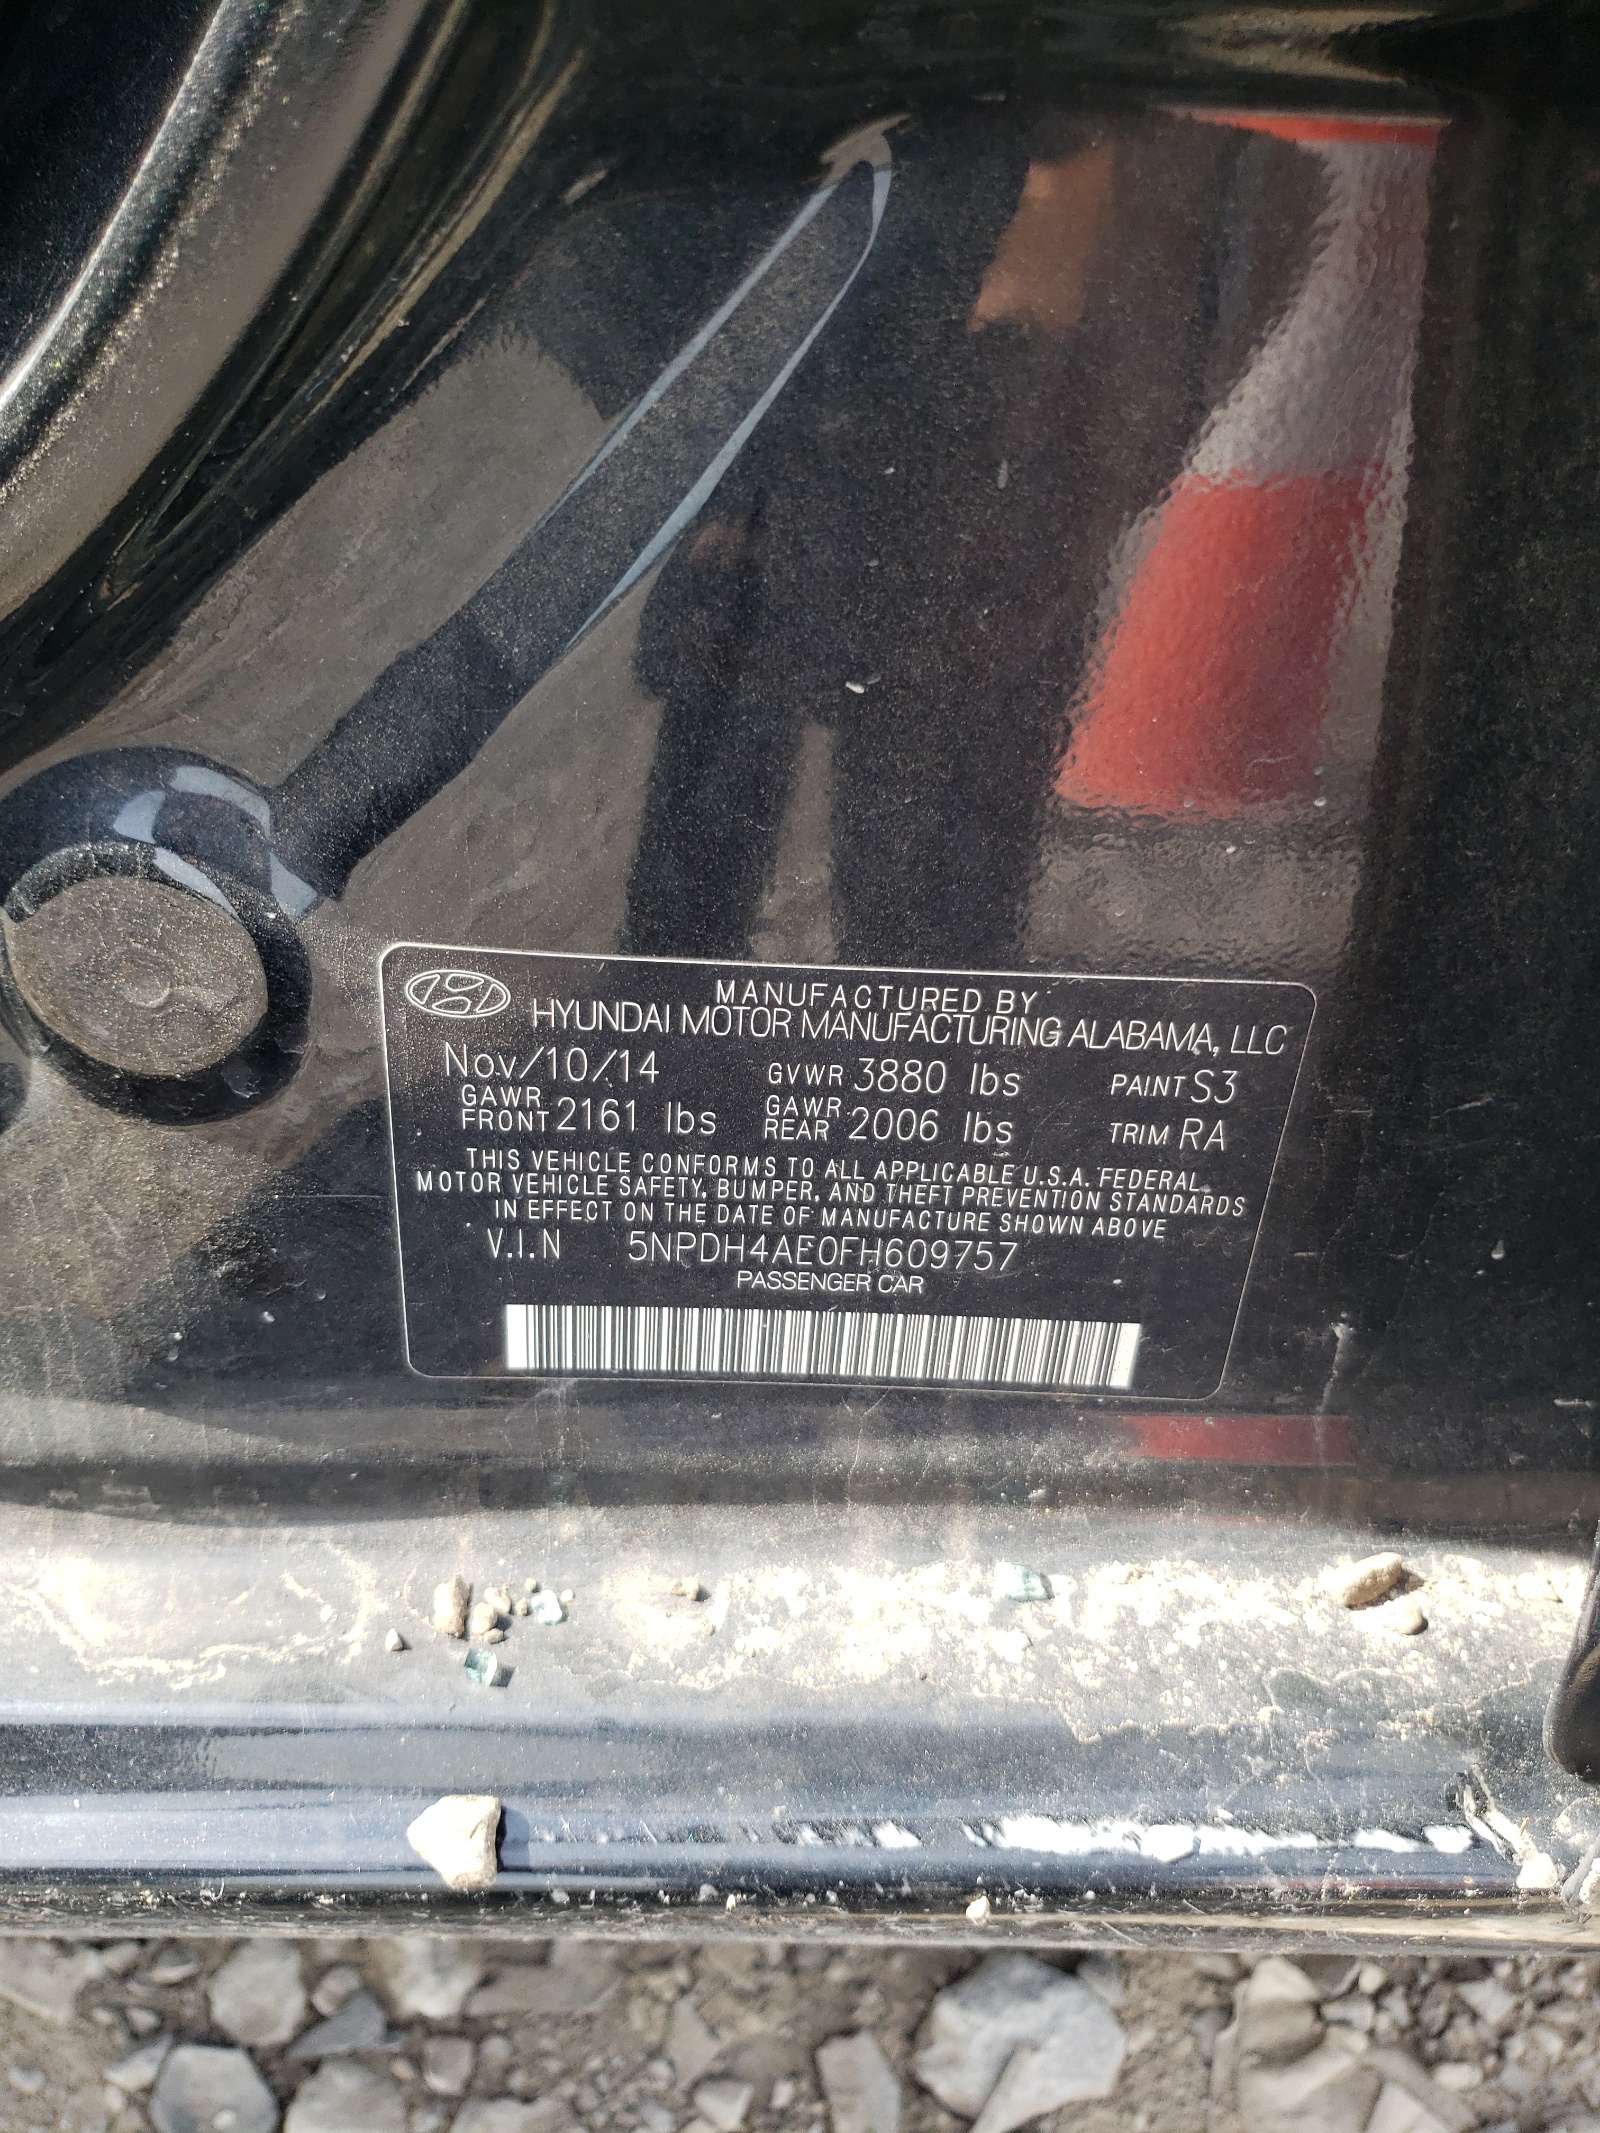 MANUFACTURED BY
HYUNDAI MOTOR MANUFACTURING ALABAMA, LLC
Nov/10/14 GVWR 3880 lbs PAINT S3
GAWR FRONT 2161 lbs GAWR REAR 2006 lbs TRIM RA
THIS VEHICLE CONFORMS TO ALL APPLICABLE U.S.A. FEDERAL
MOTOR VEHICLE SAFETY, BUMPER, AND THEFT PREVENTION STANDARDS
IN EFFECT ON THE DATE OF MANUFACTURE SHOWN ABOVE
V.I.N 5NPDH4AE0FH609757
PASSENGER CAR